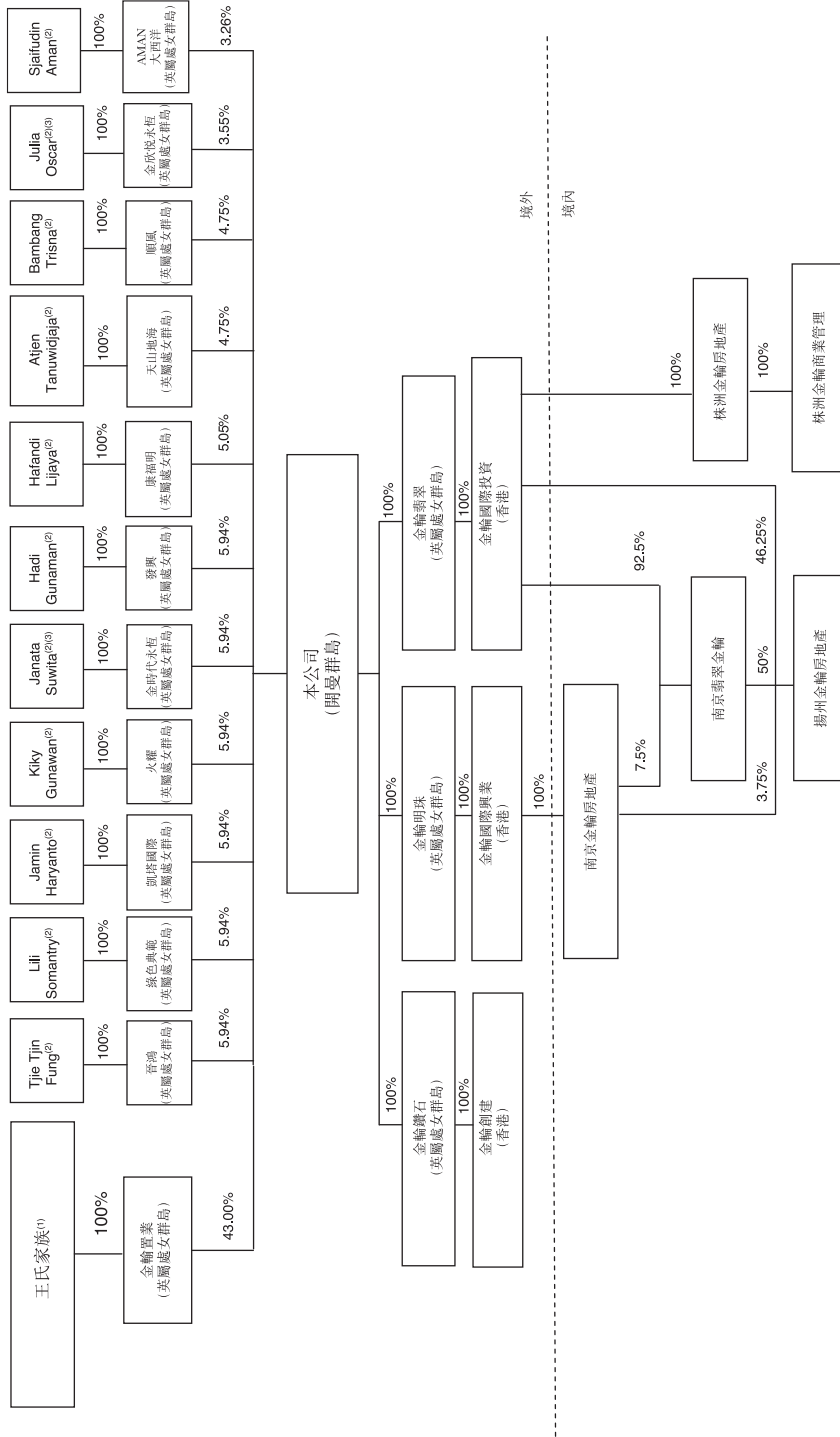 王氏家族(1)
100%
金輪置業
(英屬處女群島)
43.00%
Tjie Tjin
Fung(2)
100%
晉鴻
(英屬處女群島)
5.94%
Lili
Somantry(2)
100%
綠色典範
(英屬處女群島)
5.94%
Jamin
Haryanto(2)
100%
凱塔國際
(英屬處女群島)
5.94%
Kiky
Gunawan(2)
100%
火耀
(英屬處女群島)
5.94%
Janata
Suwita(2)(3)
100%
金時代永恆
(英屬處女群島)
5.94%
Hadi
Gunaman(2)
100%
發興
(英屬處女群島)
5.94%
Hafandi
Lijaya(2)
100%
康福明
(英屬處女群島)
5.05%
Atjen
Tanuwidjaja(2)
100%
天山地海
(英屬處女群島)
4.75%
Bambang
Trisna(2)
100%
順風
(英屬處女群島)
4.75%
Julia
Oscar(2)(3)
100%
金欣悅永恆
(英屬處女群島)
3.55%
Sjaifudin
Aman(2)
100%
AMAN
大西洋
(英屬處女群島)
3.26%
本公司
(開曼群島)
100%
金輪鑽石
(英屬處女群島)
100%
金輪創建
(香港)
100%
金輪明珠
(英屬處女群島)
100%
金輪國際興業
(香港)
100%
100%
金輪翡翠
(英屬處女群島)
100%
金輪國際投資
(香港)
境外
境內
南京金輪房地產
7.5%
92.5%
100%
株洲金輪房地產
100%
株洲金輪商業管理
南京翡翠金輪
3.75%
50%
46.25%
揚州金輪房地產